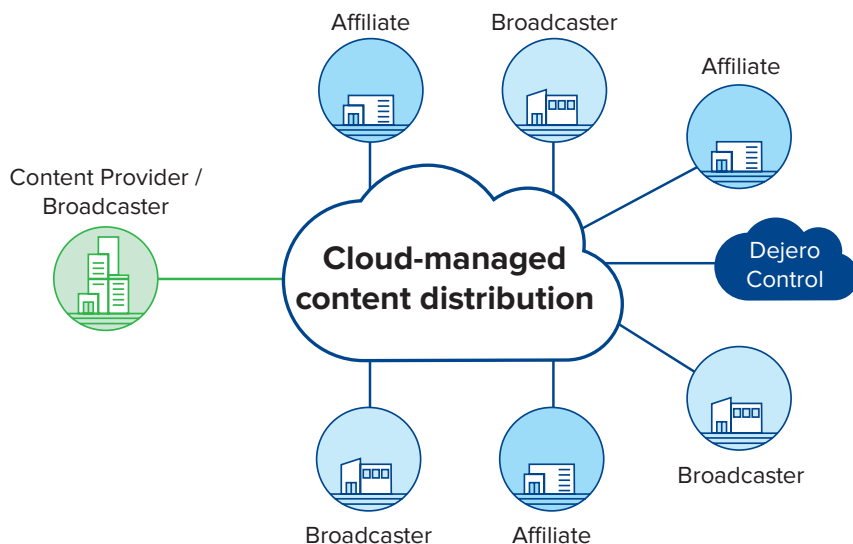 Affiliate
Broadcaster
Affiliate
Content Provider /
Broadcaster
Cloud-managed
content distribution
Dejero
Control
Broadcaster
Broadcaster
Affiliate